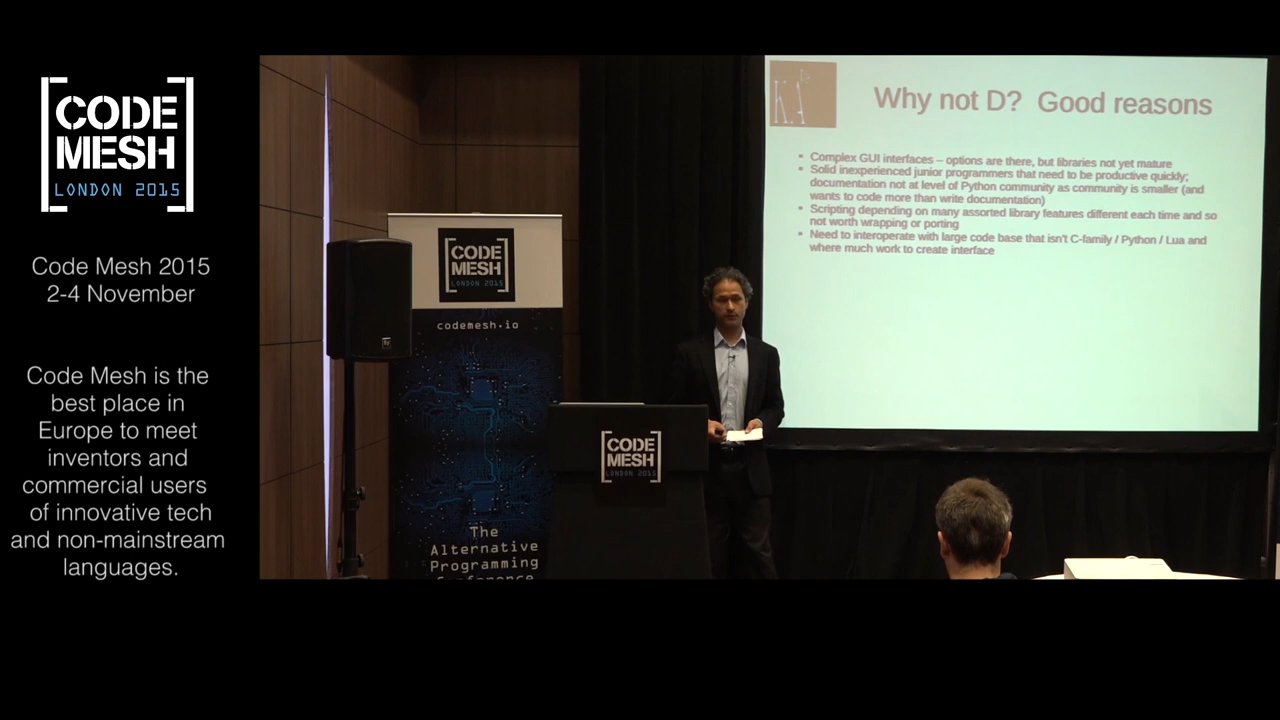 CODE
MESH
LONDON 2015
Code Mesh 2015
2-4 November
Code Mesh is the
best place in
Europe to meet
inventors and
commercial users
of innovative tech
and non-mainstream
languages.
CODE
MESH
LONDON 2015
codemesh.io
The
Alternative
Programming
Conference
CODE
MESH
LONDON 2015
Why not D? Good reasons
• Complex GUI interfaces – options are there, but libraries not yet mature
• Solid inexperienced junior programmers that need to be productive quickly;
documentation not at level of Python community as community is smaller (and
wants to code more than write documentation)
• Scripting depending on many assorted library features different each time and so
not worth wrapping or porting
• Need to interoperate with large code base that isn't C-family / Python / Lua and
where much work to create interface